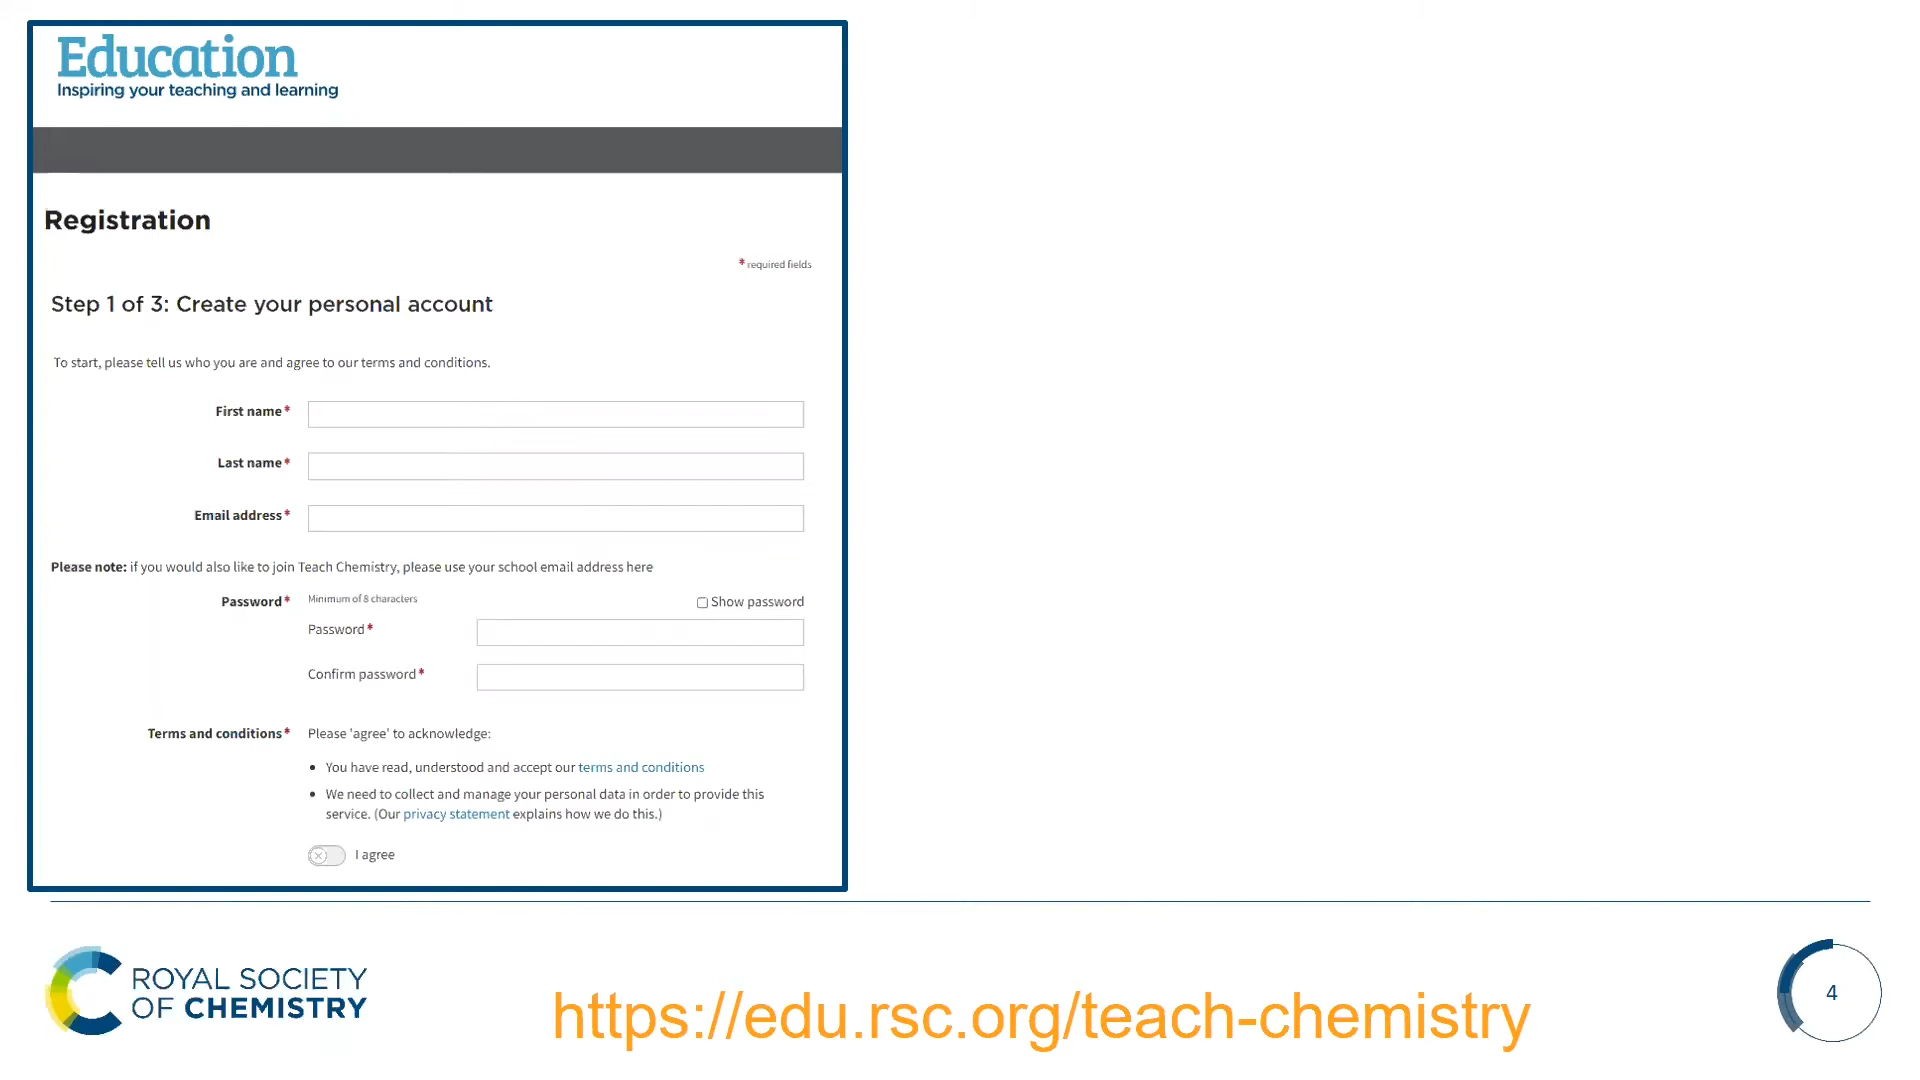 Education
Inspiring your teaching and learning
Registration
* required fields
Step 1 of 3: Create your personal account
To start, please tell us who you are and agree to our terms and conditions.
First name*
Last name*
Email address*
Please note: if you would also like to join Teach Chemistry, please use your school email address here
Password* Minimum of 8 characters Show password
Password*
Confirm password*
Terms and conditions* Please 'agree' to acknowledge:
• You have read, understood and accept our terms and conditions
• We need to collect and manage your personal data in order to provide this
service. (Our privacy statement explains how we do this.)
I agree
ROYAL SOCIETY
OF CHEMISTRY
https://edu.rsc.org/teach-chemistry
4